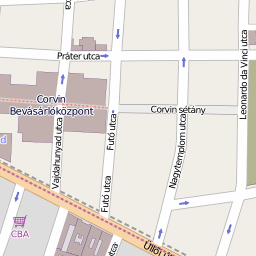 Práter utca
Leonardo da Vinci utca
Corvin
Bevásárlóközpont
Corvin sétány
Vajdahunyad utca
Futó utca
Nagytemplom utca
Futó utca
CBA
Üllői
utca